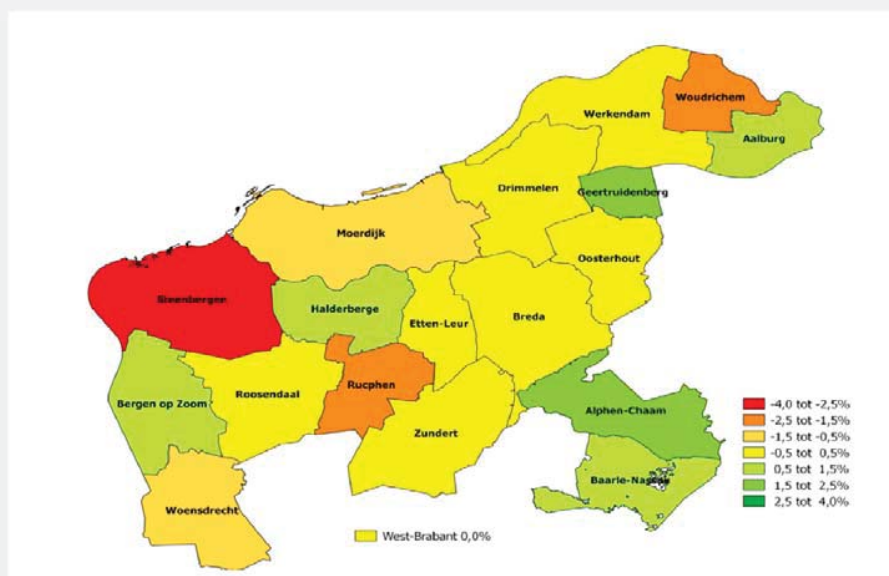 Woudrichem
Werkendam
Aalburg
Drimmelen
Geertruidenberg
Moerdijk
Oosterhout
Steenbergen
Halderberge
Etten-Leur
Breda
Roosendaal
Rucphen
Bergen op Zoom
Alphen-Chaam
Zundert
Baarle-Nassau
Woensdrecht
-4,0 tot -2,5%
-2,5 tot -1,5%
-1,5 tot -0,5%
-0,5 tot 0,5%
0,5 tot 1,5%
1,5 tot 2,5%
2,5 tot 4,0%
West-Brabant 0,0%